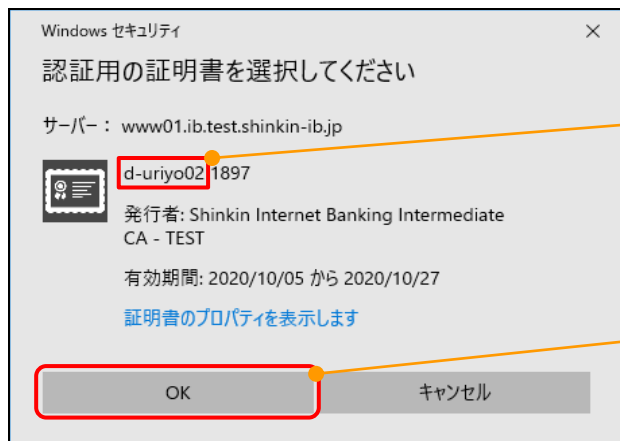 Windows セキュリティ
認証用の証明書を選択してください
サーバー： www01.ib.test.shinkin-ib.jp
d-uriyo02 1897
発行者: Shinkin Internet Banking Intermediate
CA - TEST
有効期間: 2020/10/05 から 2020/10/27
証明書のプロパティを表示します
OK
キャンセル